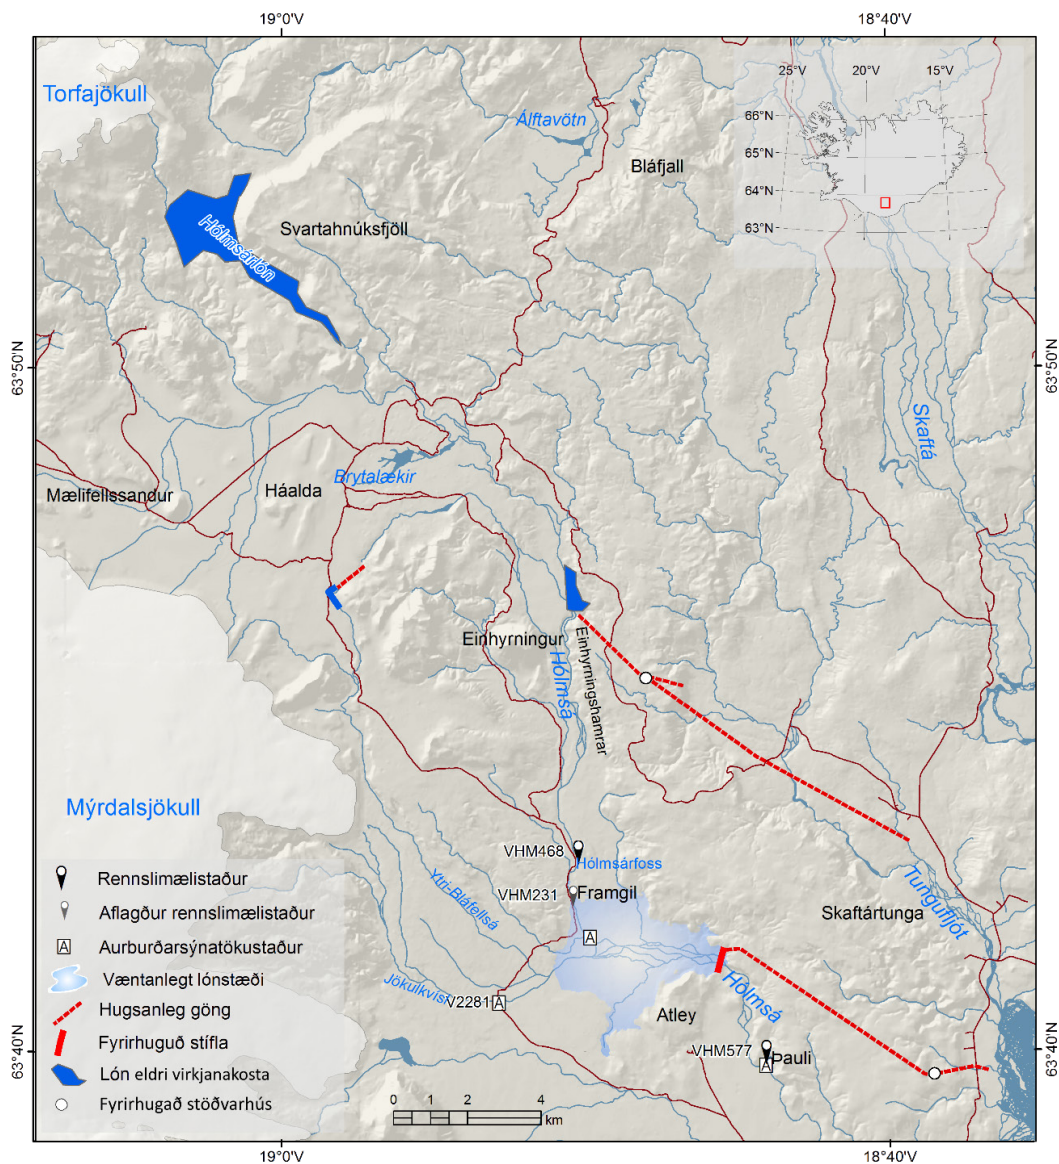 19°0'V
18°40'V
Torfajökull
Álftavötn
Bláfjall
25°V
20°V
15°V
66°N
65°N
64°N
63°N
Svartahnúksfjöll
Hólmsárlón
63°50'N
63°50'N
Skaftá
Brytalækir
Mælifellssandur
Háalda
Einhyrningur
Einhyrningshamrar
Hólmsá
Mýrdalsjökull
VHM468
Hólmsárfoss
VHM231
Framgil
Ytri-Bláfellsá
Skaftártunga
Tungufljót
Jökulkvísl
V2281
Hólmsá
Atley
VHM577
Pauli
63°40'N
63°40'N
Rennslimælistaður
Aflagður rennslimælistaður
A
Aurburðarsýnatökustaður
Væntanlegt lónstæði
Hugsanleg göng
Fyrirhuguð stífla
Lón eldri virkjanakosta
Fyrirhugað stöðvarhús
A
A
A
0 1 2 4
km
19°0'V
18°40'V